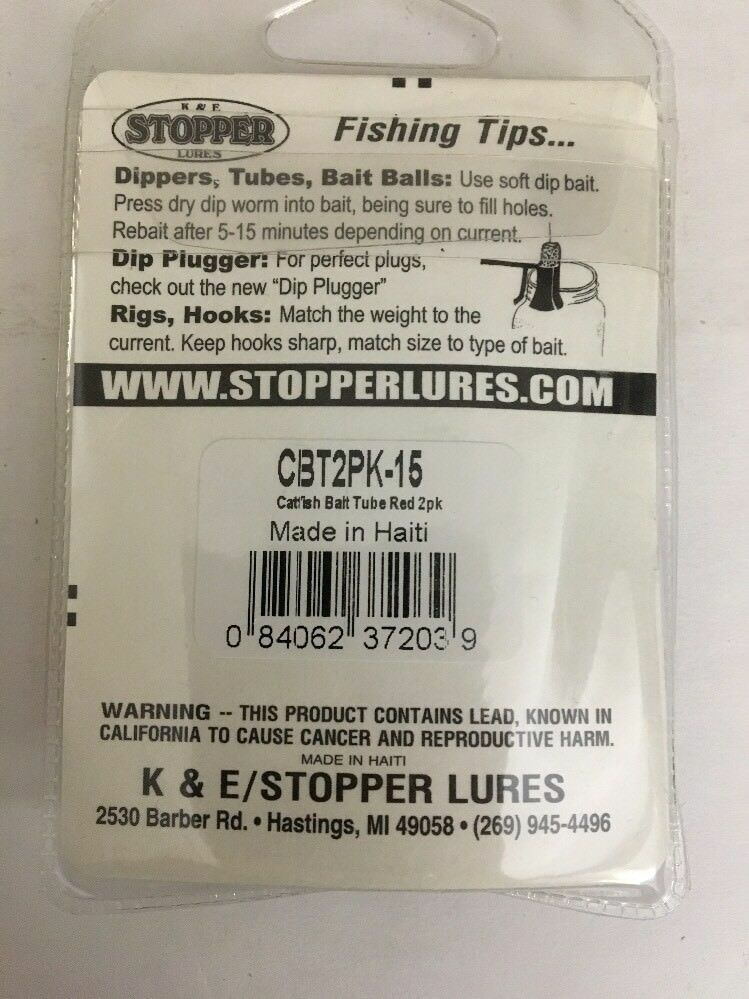 K & E
STOPPER
LURES
Fishing Tips...
Dippers, Tubes, Bait Balls: Use soft dip bait.
Press dry dip worm into bait, being sure to fill holes.
Rebait after 5-15 minutes depending on current.
Dip Plugger: For perfect plugs,
check out the new “Dip Plugger”
Rigs, Hooks: Match the weight to the
current. Keep hooks sharp, match size to type of bait.
WWW.STOPPERLURES.COM
CBT2PK-15
Catfish Bait Tube Red 2pk
Made in Haiti
0 84062 37203 9
WARNING -- THIS PRODUCT CONTAINS LEAD, KNOWN IN
CALIFORNIA TO CAUSE CANCER AND REPRODUCTIVE HARM.
MADE IN HAITI
K & E/STOPPER LURES
2530 Barber Rd. • Hastings, MI 49058 • (269) 945-4496